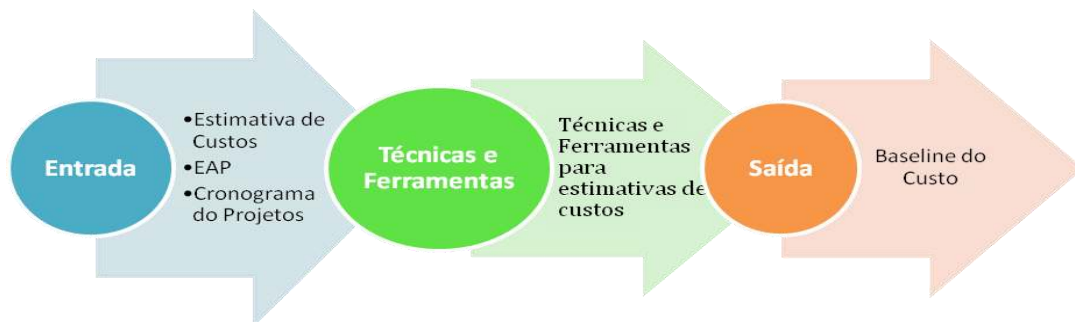 Entrada
•Estimativa de
Custos
•EAP
•Cronograma
do Projetos
Técnicas e
Ferramentas
Técnicas e
Ferramentas
para
estimativas de
custos
Saída
Baseline do
Custo